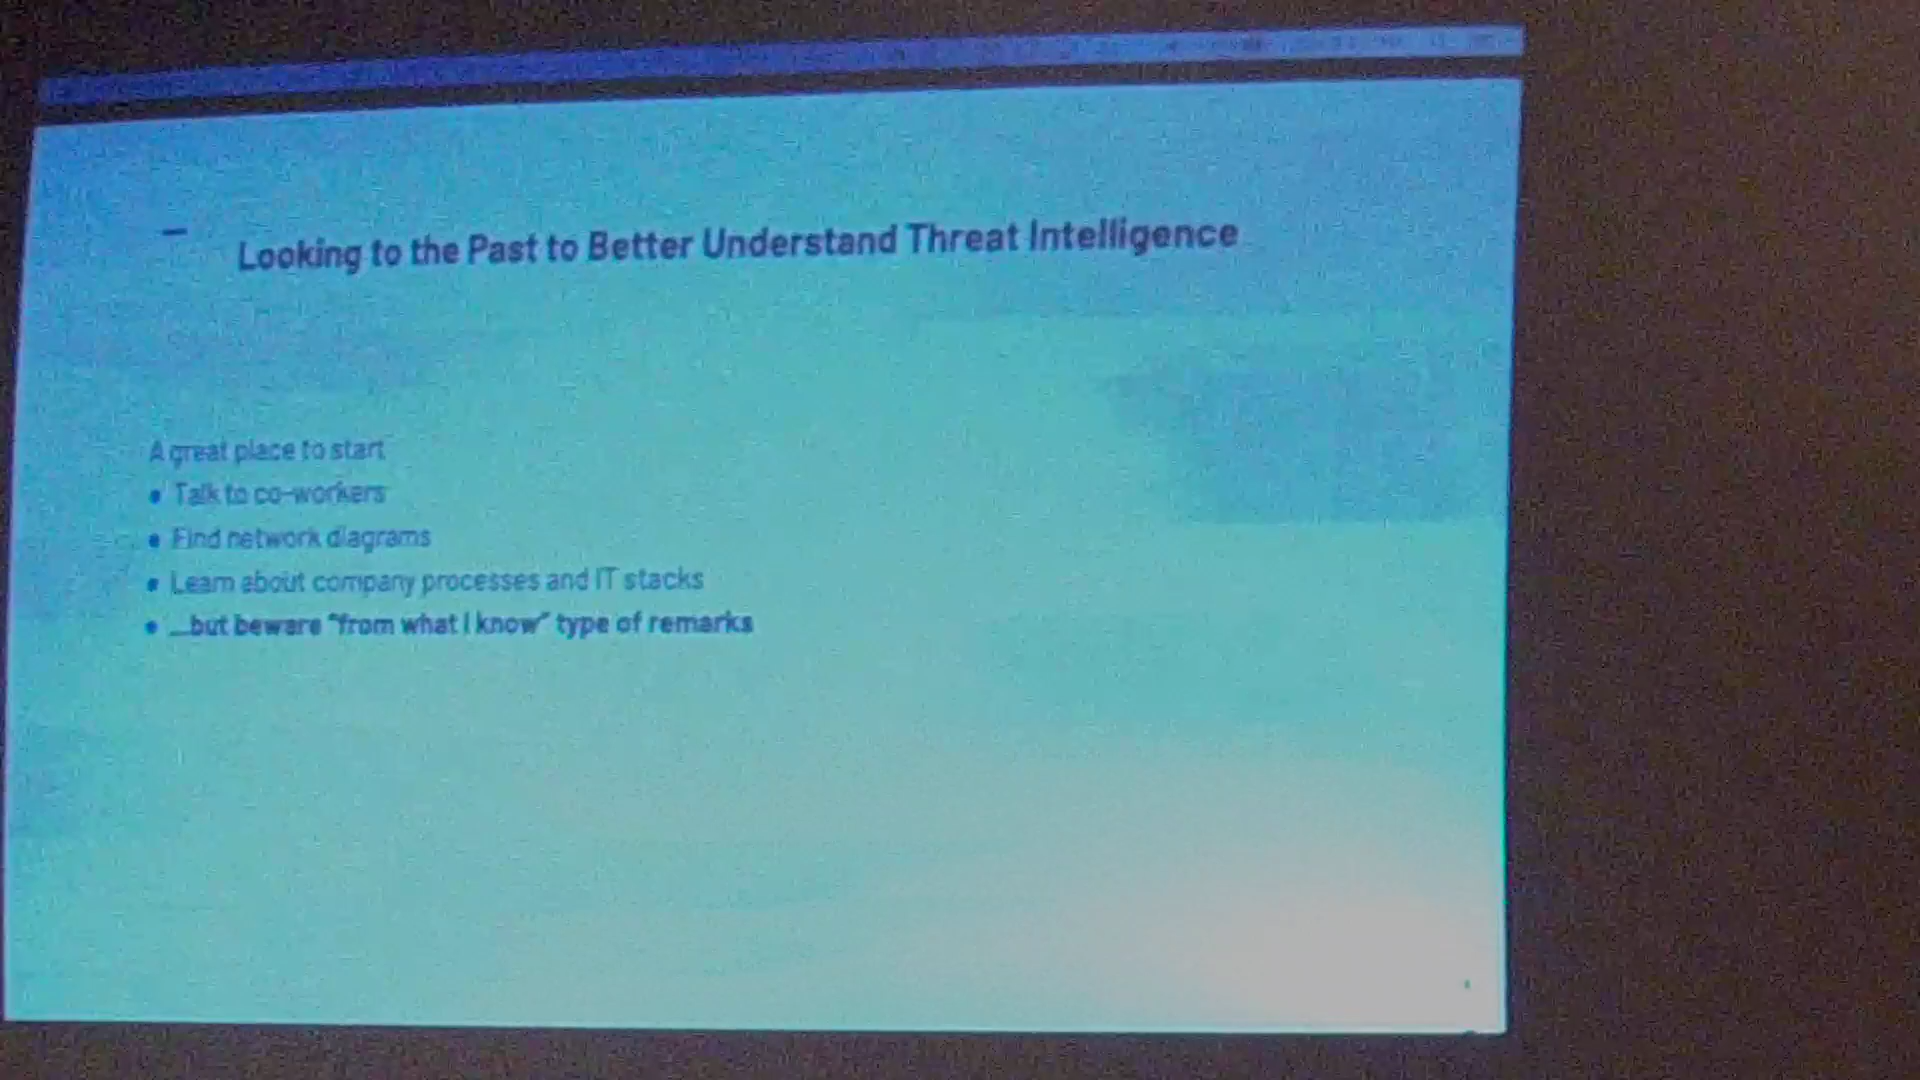 Looking to the Past to Better Understand Threat Intelligence
A great place to start
• Talk to co-workers
• Find network diagrams
• Learn about company processes and IT stacks
• ...but beware "from what I know" type of remarks